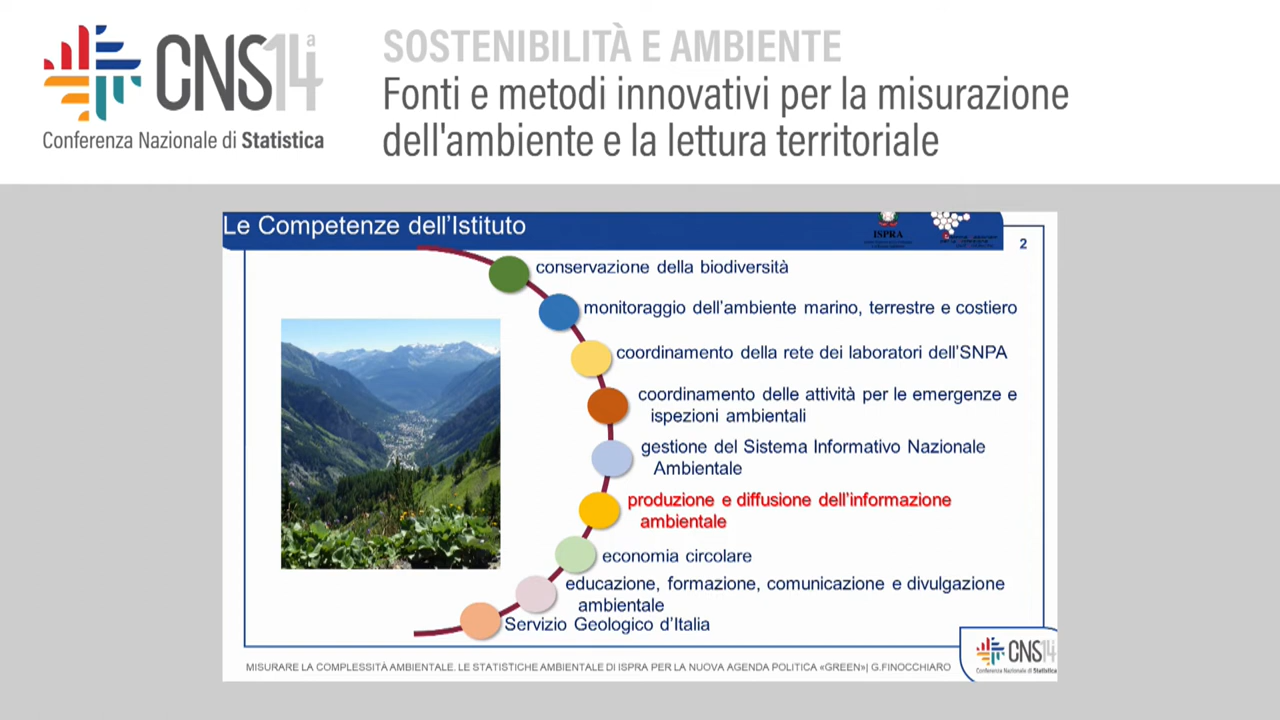 CNS14ª
Conferenza Nazionale di Statistica
SOSTENIBILITÀ E AMBIENTE
Fonti e metodi innovativi per la misurazione
dell'ambiente e la lettura territoriale
Le Competenze dell'Istituto
ISPRA
2
conservazione della biodiversità
monitoraggio dell'ambiente marino, terrestre e costiero
coordinamento della rete dei laboratori dell'SNPA
coordinamento delle attività per le emergenze e
ispezioni ambientali
gestione del Sistema Informativo Nazionale
Ambientale
produzione e diffusione dell'informazione
ambientale
economia circolare
educazione, formazione, comunicazione e divulgazione
ambientale
Servizio Geologico d'Italia
MISURARE LA COMPLESSITÁ AMBIENTALE. LE STATISTICHE AMBIENTALE DI ISPRA PER LA NUOVA AGENDA POLITICA «GREEN»| G.FINOCCHIARO
CNS14
Conferenza Nazionale di Statistica